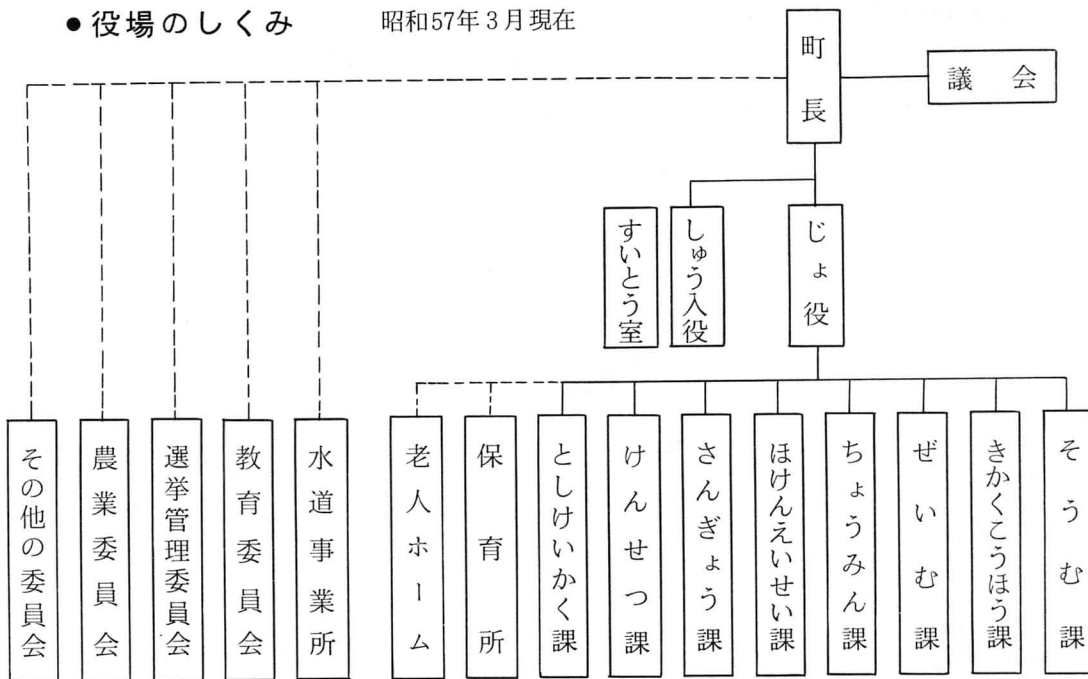 ●役場のしくみ
昭和57年3月現在
町長
議会
じょ役
しゅう入役
すいとう室
そうむ課
きかくこうほう課
ぜいむ課
ちょうみん課
ほけんえいせい課
さんぎょう課
けんせつ課
としけいかく課
保育所
老人ホーム
水道事業所
教育委員会
選挙管理委員会
農業委員会
その他の委員会